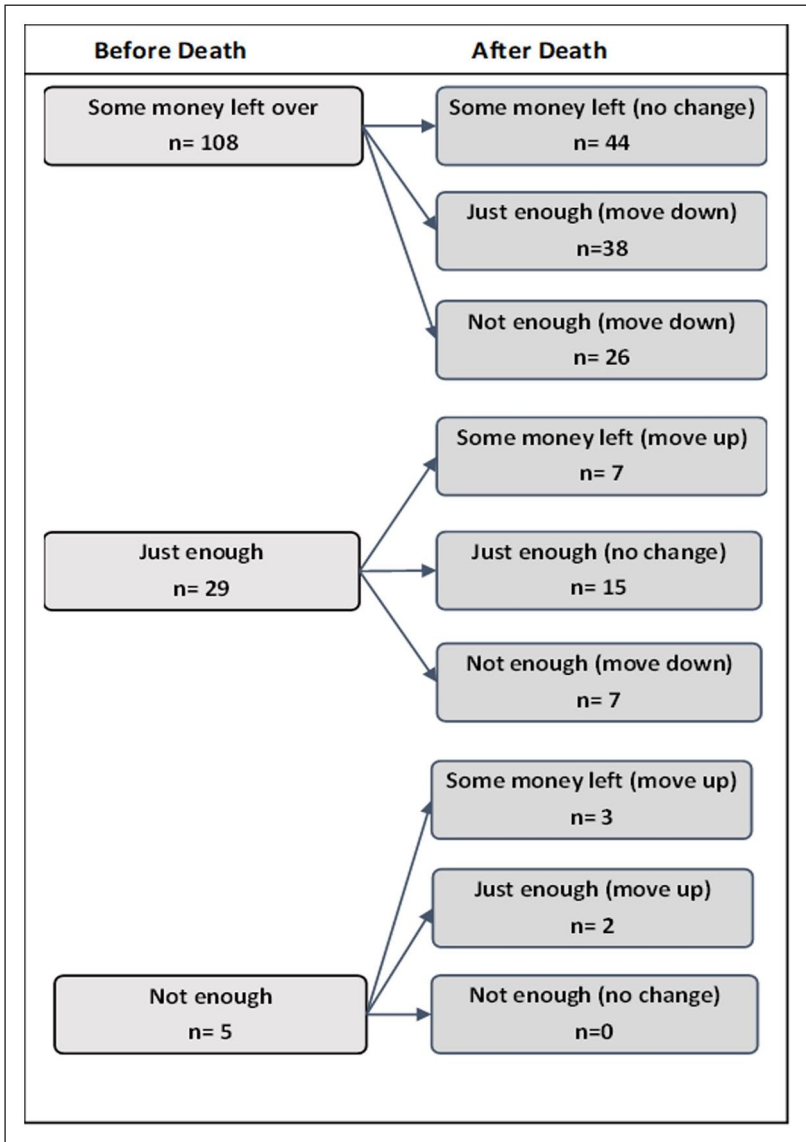 Before Death After Death
Some money left over
n= 108
Some money left (no change)
n= 44
Just enough (move down)
n=38
Not enough (move down)
n= 26
Just enough
n= 29
Some money left (move up)
n= 7
Just enough (no change)
n= 15
Not enough (move down)
n= 7
Not enough
n= 5
Some money left (move up)
n= 3
Just enough (move up)
n= 2
Not enough (no change)
n=0